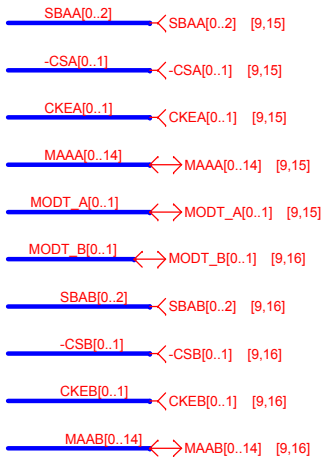 SBAA[0..2] SBAA[0..2] [9,15]
-CSA[0..1] -CSA[0..1] [9,15]
CKEA[0..1] CKEA[0..1] [9,15]
MAAA[0..14] MAAA[0..14] [9,15]
MODT_A[0..1] MODT_A[0..1] [9,15]
MODT_B[0..1] MODT_B[0..1] [9,16]
SBAB[0..2] SBAB[0..2] [9,16]
-CSB[0..1] -CSB[0..1] [9,16]
CKEB[0..1] CKEB[0..1] [9,16]
MAAB[0..14] MAAB[0..14] [9,16]